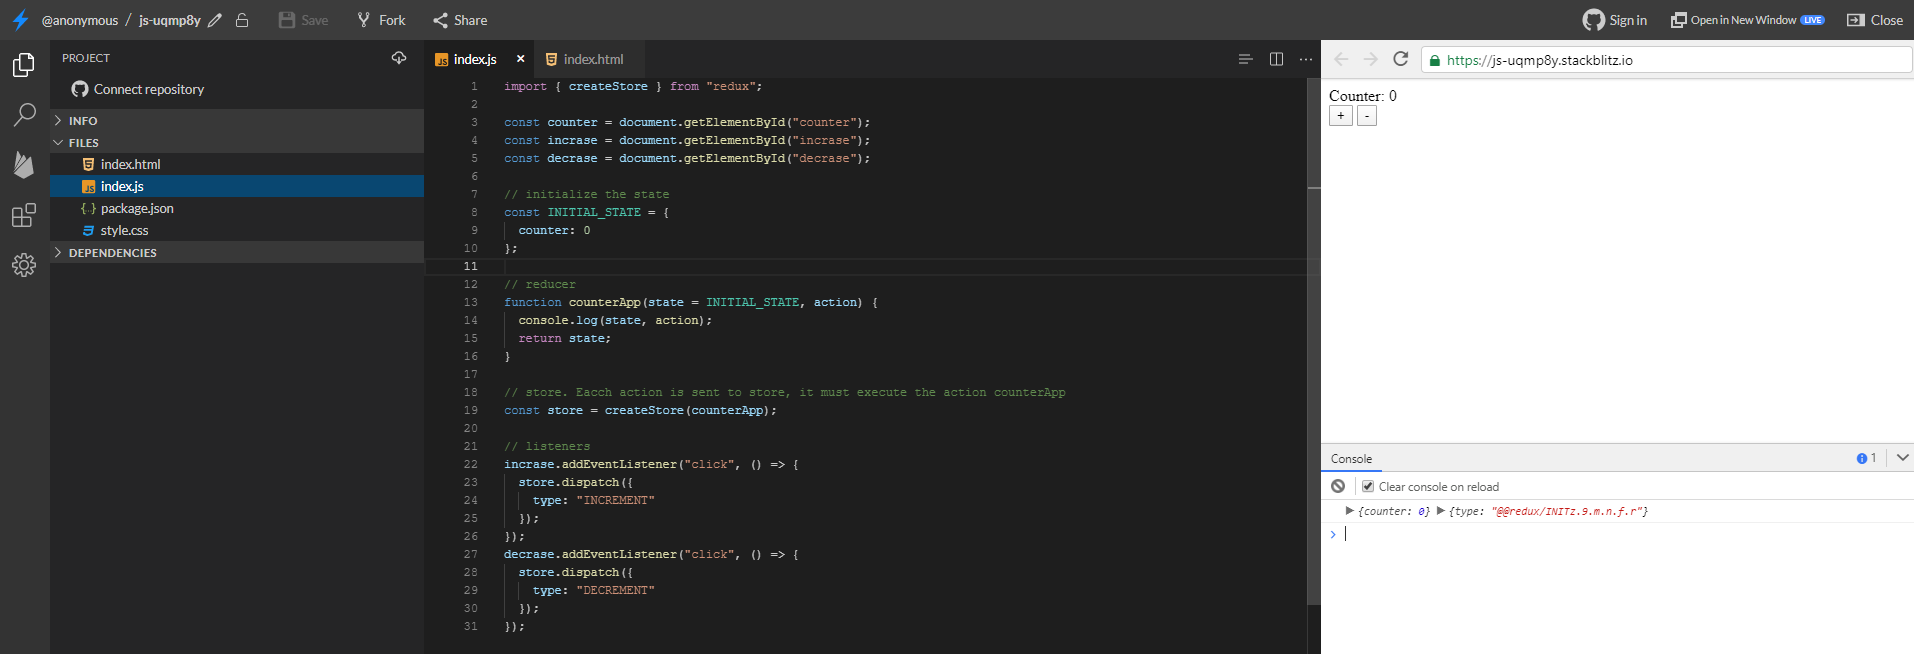 @anonymous / js-uqmp8y Save Fork Share Sign in Open in New Window LIVE Close
PROJECT
Connect repository
INFO
FILES
index.html
index.js
package.json
style.css
DEPENDENCIES
index.js × index.html
1 import { createStore } from "redux";
2
3 const counter = document.getElementById("counter");
4 const incrase = document.getElementById("incrase");
5 const decrase = document.getElementById("decrase");
6
7 // initialize the state
8 const INITIAL_STATE = {
9 counter: 0
10 };
11
12 // reducer
13 function counterApp(state = INITIAL_STATE, action) {
14 console.log(state, action);
15 return state;
16 }
17
18 // store. Eacch action is sent to store, it must execute the action counterApp
19 const store = createStore(counterApp);
20
21 // listeners
22 incrase.addEventListener("click", () => {
23 store.dispatch({
24 type: "INCREMENT"
25 });
26 });
27 decrase.addEventListener("click", () => {
28 store.dispatch({
29 type: "DECREMENT"
30 });
31 });
https://js-uqmp8y.stackblitz.io
Counter: 0
+ -
Console 1
Clear console on reload
{counter: 0} {type: "@@redux/INITz.9.m.n.f.r"}